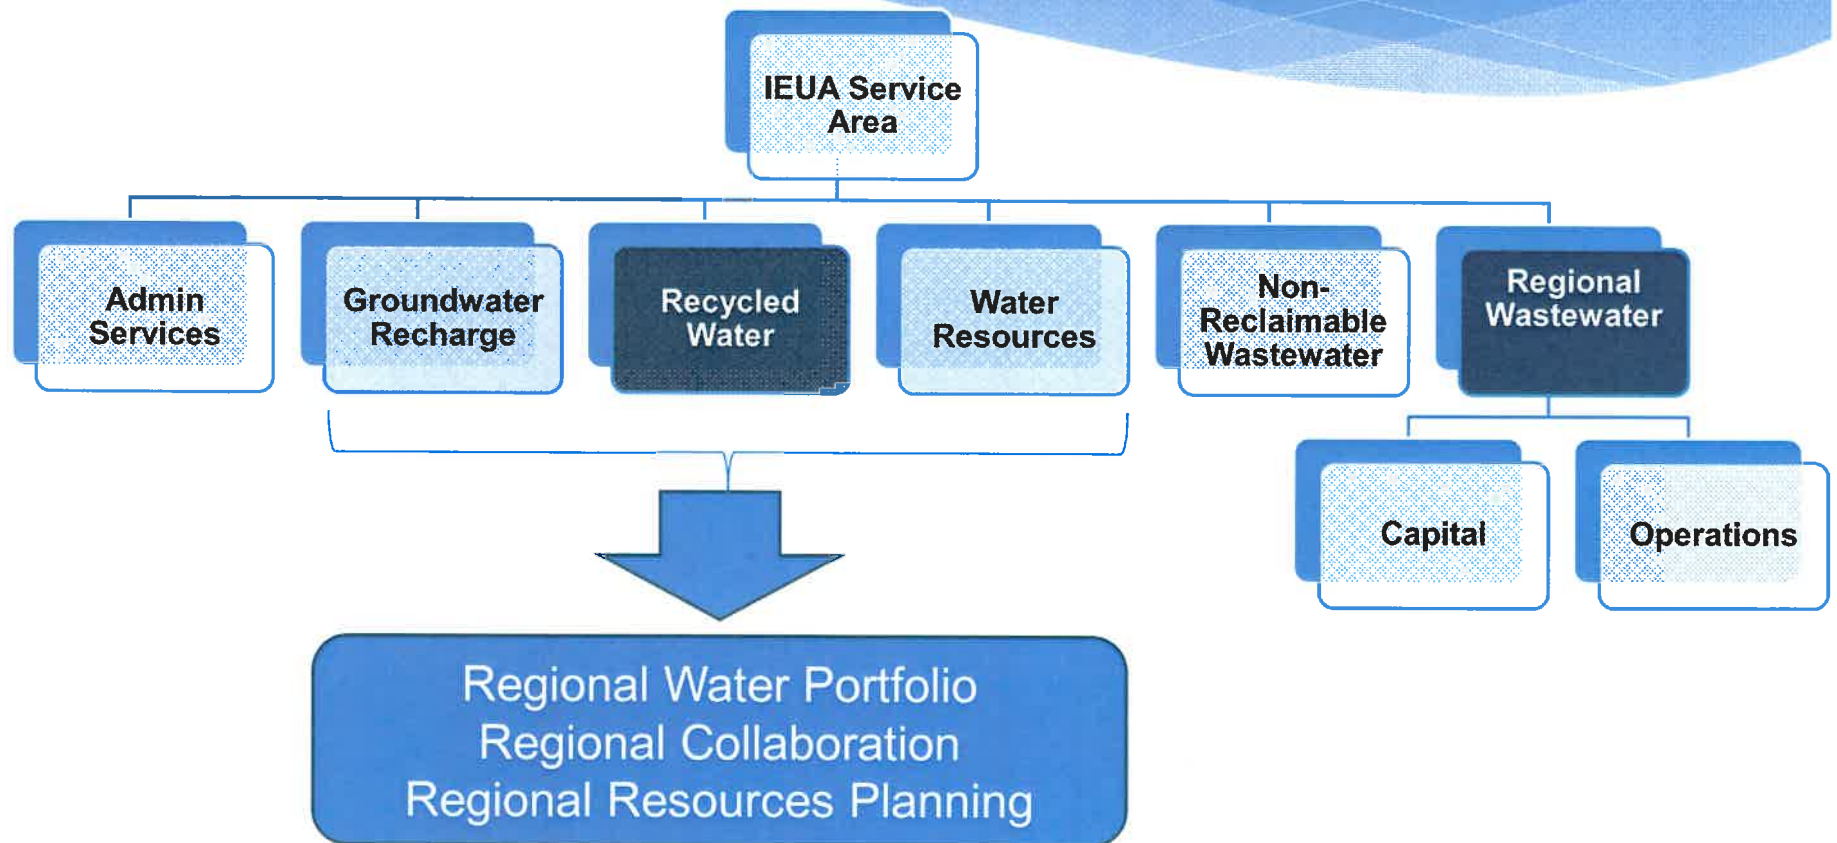 IEUA Service
Area
Admin
Services
Groundwater
Recharge
Recycled
Water
Water
Resources
Non-
Reclaimable
Wastewater
Regional
Wastewater
Capital
Operations
Regional Water Portfolio
Regional Collaboration
Regional Resources Planning